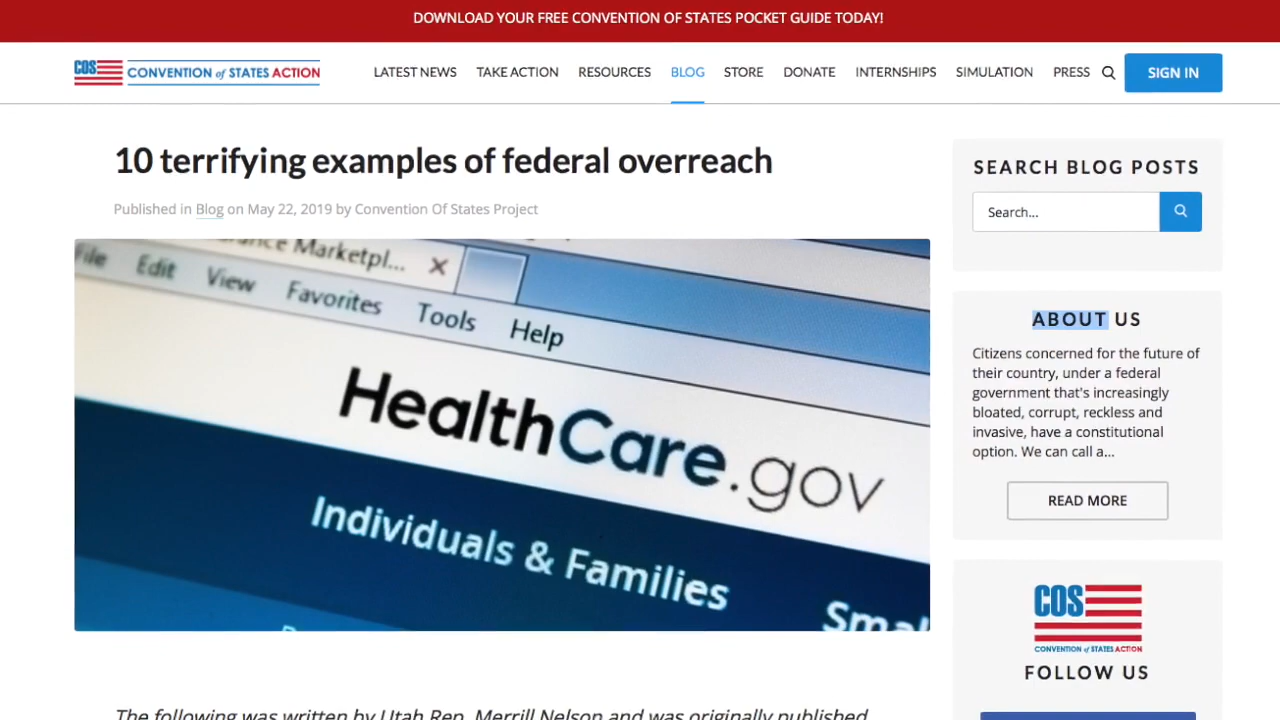 DOWNLOAD YOUR FREE CONVENTION OF STATES POCKET GUIDE TODAY!
COS CONVENTION of STATES ACTION
LATEST NEWS TAKE ACTION RESOURCES BLOG STORE DONATE INTERNSHIPS SIMULATION PRESS SIGN IN
10 terrifying examples of federal overreach
Published in Blog on May 22, 2019 by Convention Of States Project
Marketpl...
File Edit View Favorites Tools Help
HealthCare.gov
Individuals & Families
SEARCH BLOG POSTS
Search...
ABOUT US
Citizens concerned for the future of
their country, under a federal
government that's increasingly
bloated, corrupt, reckless and
invasive, have a constitutional
option. We can call a...
READ MORE
COS
CONVENTION of STATES ACTION
FOLLOW US
The following was written by Utah Rep. Merrill Nelson and was originally published